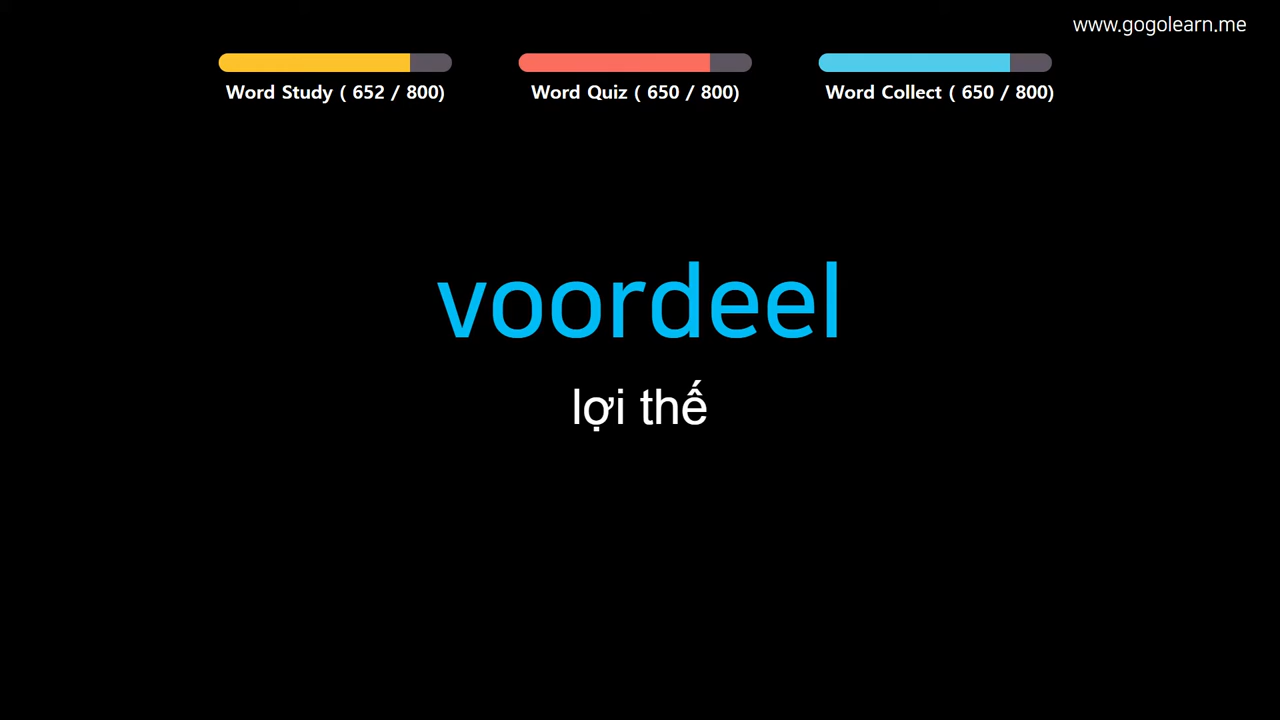 www.gogolearn.me
Word Study ( 652 / 800)
Word Quiz ( 650 / 800)
Word Collect ( 650 / 800)
voordeel
lợi thế